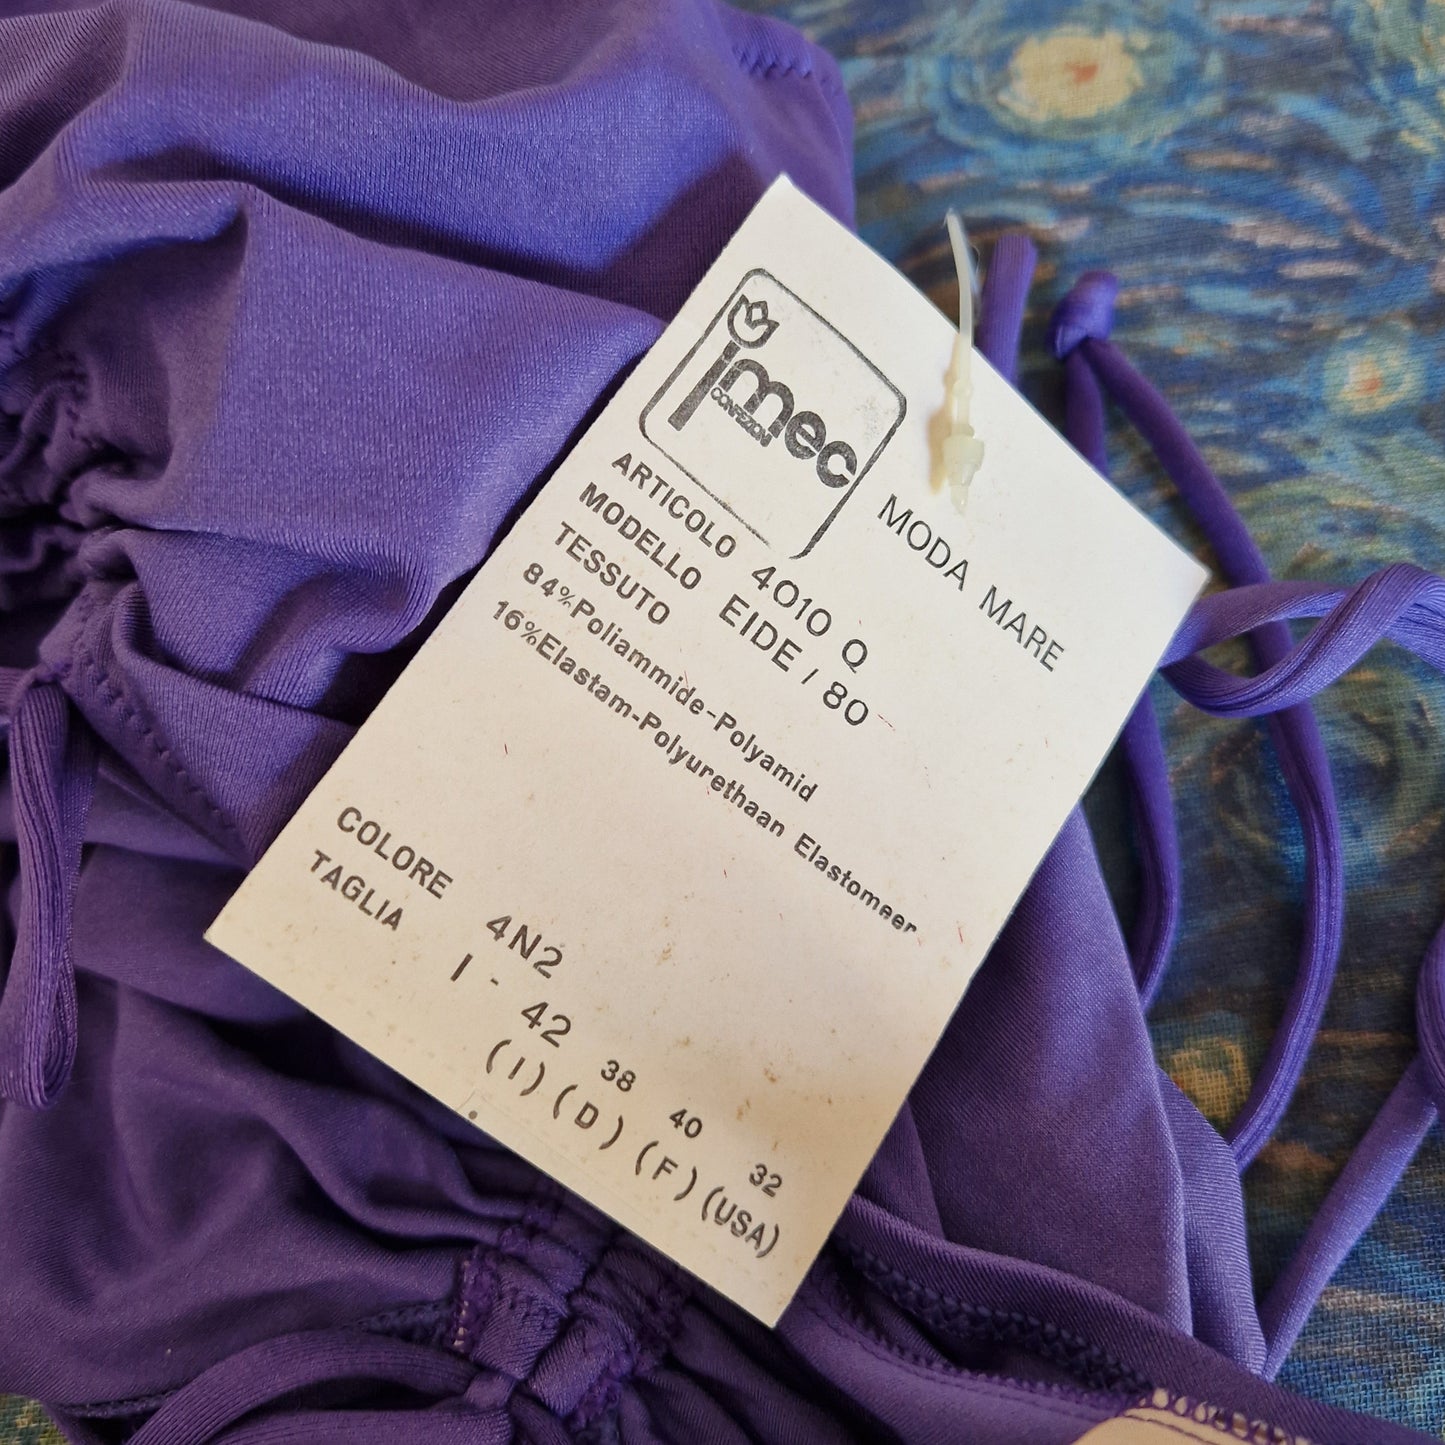 imec
CONFEZIONI
MODA MARE
ARTICOLO 4010 Q
MODELLO EIDE / 80
TESSUTO
84%Poliammide-Polyamid
16%Elastam-Polyurethaan Elastomeer
COLORE 4N2
TAGLIA I - 42 38 40 32
(I) (D) (F) (USA)